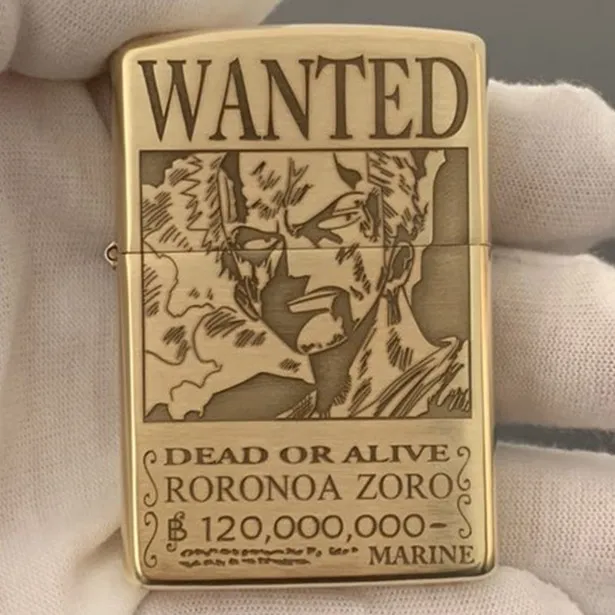 WANTED
DEAD OR ALIVE
RORONOA ZORO
฿ 120,000,000-
MARINE